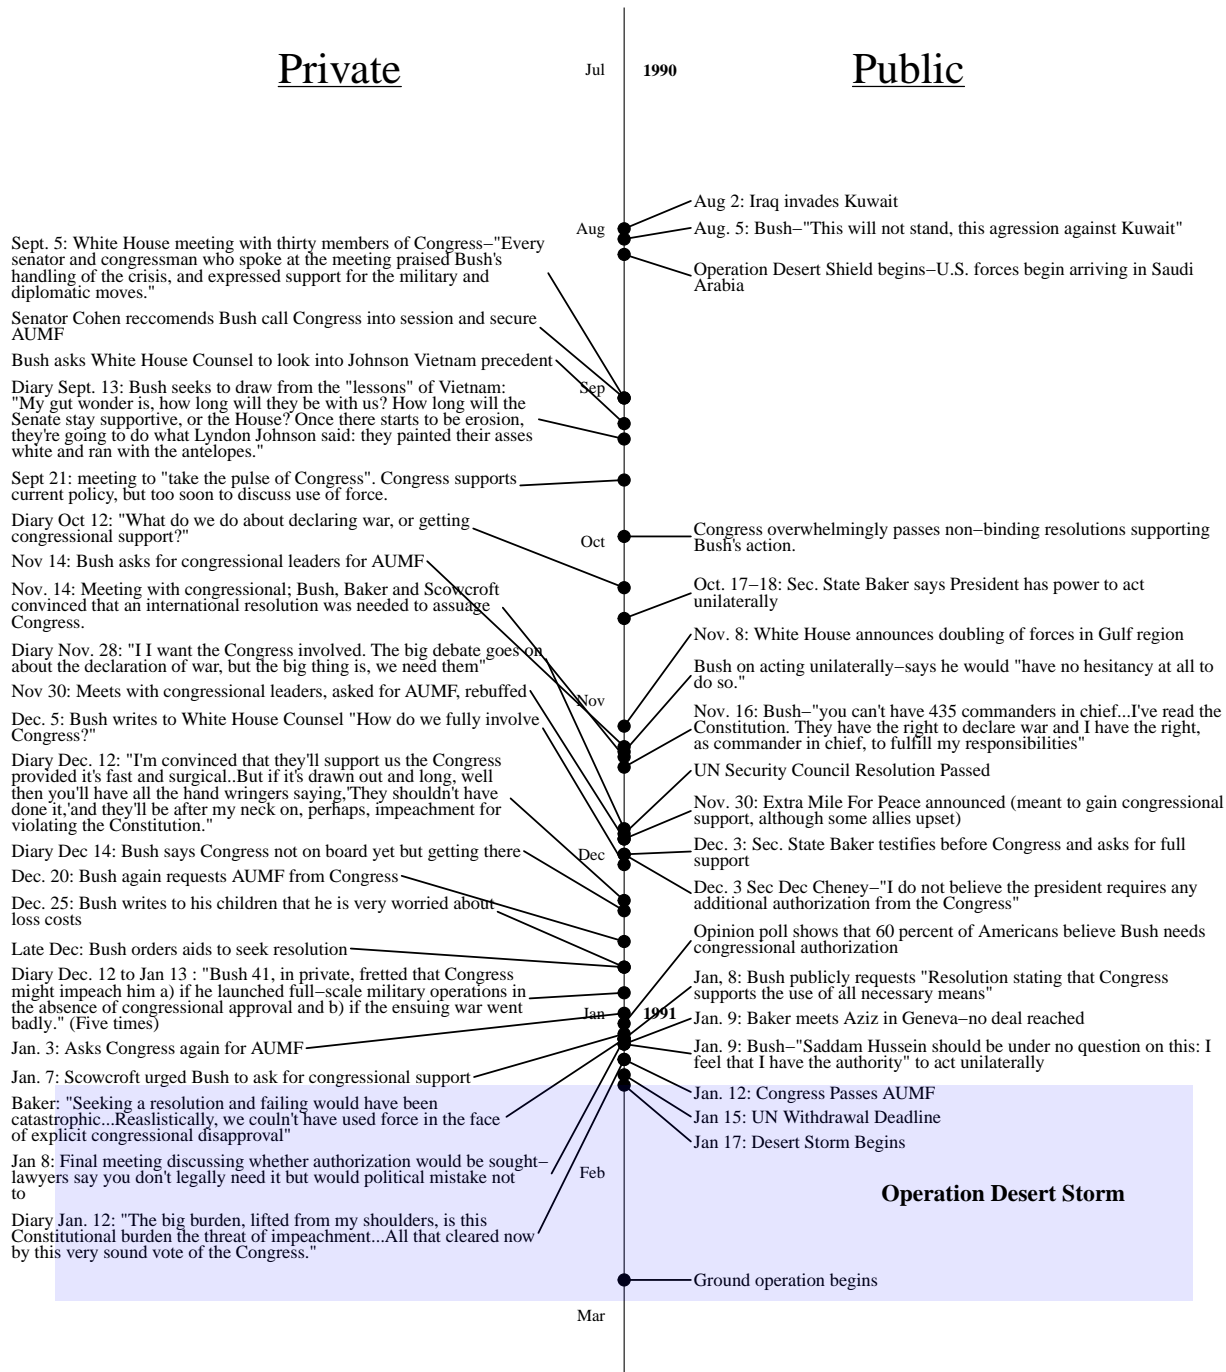 Private
Public
Jul
1990
Aug
Sep
Oct
Nov
Dec
Jan
1991
Feb
Mar
Sept. 5: White House meeting with thirty members of Congress−"Every
senator and congressman who spoke at the meeting praised Bush's
handling of the crisis, and expressed support for the military and
diplomatic moves."
Senator Cohen reccomends Bush call Congress into session and secure
AUMF
Bush asks White House Counsel to look into Johnson Vietnam precedent
Diary Sept. 13: Bush seeks to draw from the "lessons" of Vietnam:
"My gut wonder is, how long will they be with us? How long will the
Senate stay supportive, or the House? Once there starts to be erosion,
they're going to do what Lyndon Johnson said: they painted their asses
white and ran with the antelopes."
Sept 21: meeting to "take the pulse of Congress". Congress supports
current policy, but too soon to discuss use of force.
Diary Oct 12: "What do we do about declaring war, or getting
congressional support?"
Nov 14: Bush asks for congressional leaders for AUMF
Nov. 14: Meeting with congressional; Bush, Baker and Scowcroft
convinced that an international resolution was needed to assuage
Congress.
Diary Nov. 28: "I I want the Congress involved. The big debate goes on
about the declaration of war, but the big thing is, we need them"
Nov 30: Meets with congressional leaders, asked for AUMF, rebuffed
Dec. 5: Bush writes to White House Counsel "How do we fully involve
Congress?"
Diary Dec. 12: "I'm convinced that they'll support us the Congress
provided it's fast and surgical..But if it's drawn out and long, well
then you'll have all the hand wringers saying,'They shouldn't have
done it,'and they'll be after my neck on, perhaps, impeachment for
violating the Constitution."
Diary Dec 14: Bush says Congress not on board yet but getting there
Dec. 20: Bush again requests AUMF from Congress
Dec. 25: Bush writes to his children that he is very worried about
loss costs
Late Dec: Bush orders aids to seek resolution
Diary Dec. 12 to Jan 13 : "Bush 41, in private, fretted that Congress
might impeach him a) if he launched full−scale military operations in
the absence of congressional approval and b) if the ensuing war went
badly." (Five times)
Jan. 3: Asks Congress again for AUMF
Jan. 7: Scowcroft urged Bush to ask for congressional support
Baker: "Seeking a resolution and failing would have been
catastrophic...Reaslistically, we couln't have used force in the face
of explicit congressional disapproval"
Jan 8: Final meeting discussing whether authorization would be sought−
lawyers say you don't legally need it but would political mistake not
to
Diary Jan. 12: "The big burden, lifted from my shoulders, is this
Constitutional burden the threat of impeachment...All that cleared now
by this very sound vote of the Congress."
Aug 2: Iraq invades Kuwait
Aug. 5: Bush−"This will not stand, this agression against Kuwait"
Operation Desert Shield begins−U.S. forces begin arriving in Saudi
Arabia
Congress overwhelmingly passes non−binding resolutions supporting
Bush's action.
Oct. 17−18: Sec. State Baker says President has power to act
unilaterally
Nov. 8: White House announces doubling of forces in Gulf region
Bush on acting unilaterally−says he would "have no hesitancy at all to
do so."
Nov. 16: Bush−"you can't have 435 commanders in chief...I've read the
Constitution. They have the right to declare war and I have the right,
as commander in chief, to fulfill my responsibilities"
UN Security Council Resolution Passed
Nov. 30: Extra Mile For Peace announced (meant to gain congressional
support, although some allies upset)
Dec. 3: Sec. State Baker testifies before Congress and asks for full
support
Dec. 3 Sec Dec Cheney−"I do not believe the president requires any
additional authorization from the Congress"
Opinion poll shows that 60 percent of Americans believe Bush needs
congressional authorization
Jan, 8: Bush publicly requests "Resolution stating that Congress
supports the use of all necessary means"
Jan. 9: Baker meets Aziz in Geneva−no deal reached
Jan. 9: Bush−"Saddam Hussein should be under no question on this: I
feel that I have the authority" to act unilaterally
Jan. 12: Congress Passes AUMF
Jan 15: UN Withdrawal Deadline
Jan 17: Desert Storm Begins
Operation Desert Storm
Ground operation begins